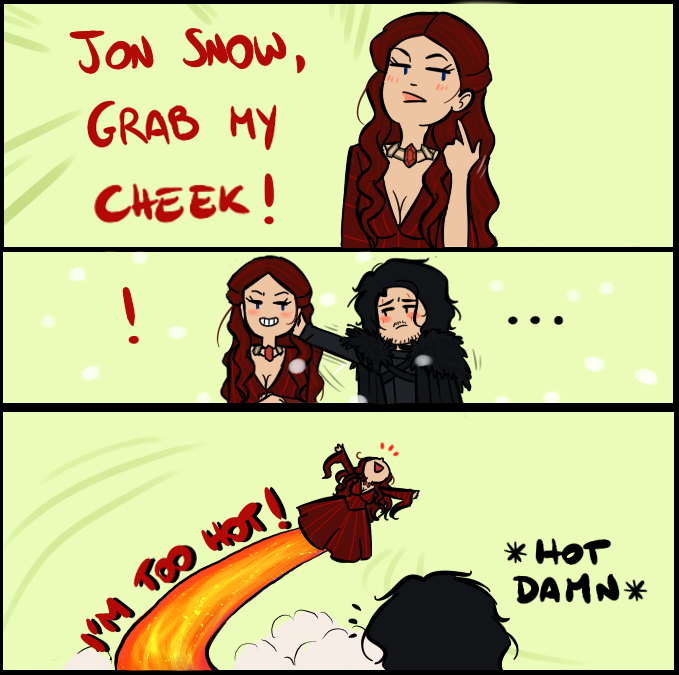 JON SNOW,
GRAB MY
CHEEK!
!
...
I'M TOO HOT!
*HOT
DAMN*